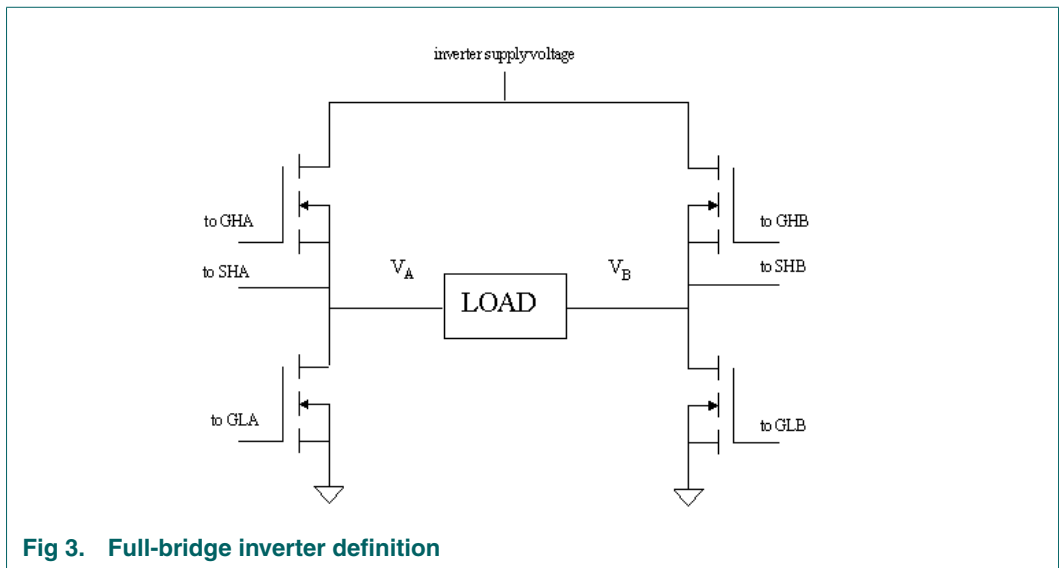 inverter supply voltage
to GHA
to GHB
to SHA
V_A
V_B
to SHB
LOAD
to GLA
to GLB
Fig 3. Full-bridge inverter definition